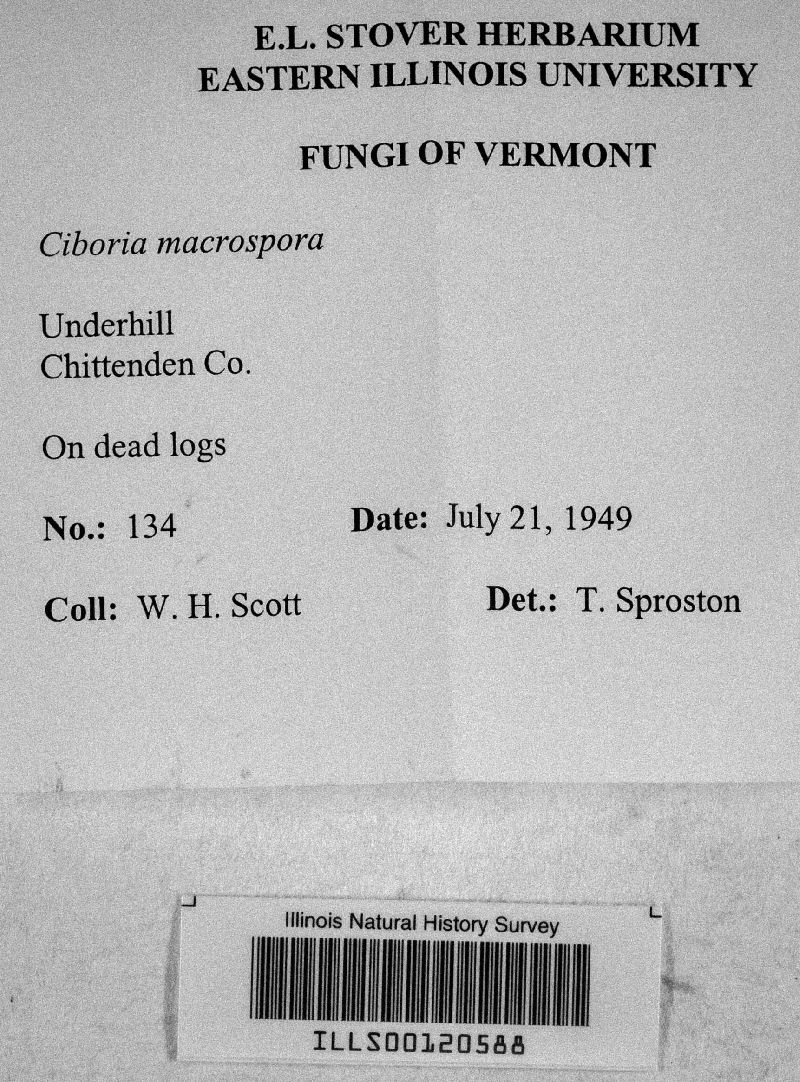 E.L. STOVER HERBARIUM
EASTERN ILLINOIS UNIVERSITY
FUNGI OF VERMONT
Ciboria macrospora
Underhill
Chittenden Co.
On dead logs
No.: 134 Date: July 21, 1949
Coll: W. H. Scott Det.: T. Sproston
Illinois Natural History Survey
ILLS00120588